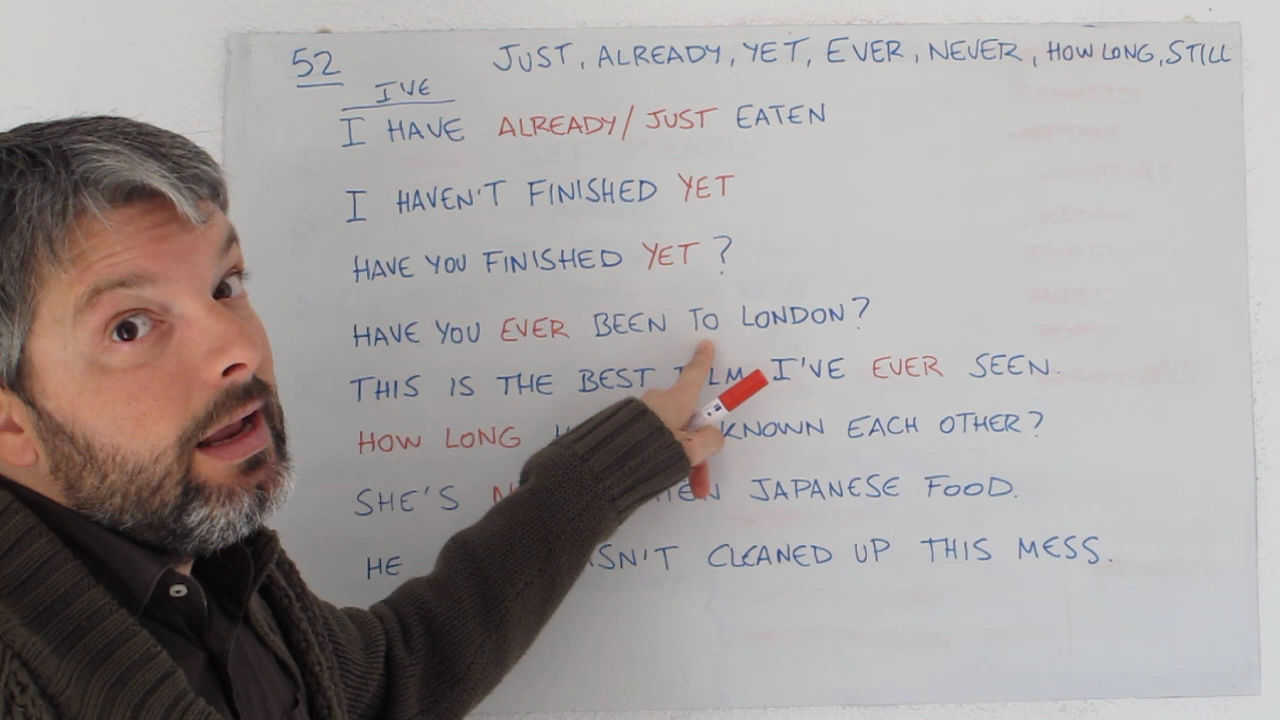 52
JUST, ALREADY, YET, EVER, NEVER, HOW LONG, STILL
I'VE
I HAVE ALREADY/JUST EATEN
I HAVEN'T FINISHED YET
HAVE YOU FINISHED YET?
HAVE YOU EVER BEEN TO LONDON?
THIS IS THE BEST I'VE EVER SEEN.
HOW LONG KNOWN EACH OTHER?
SHE'S JAPANESE FOOD.
HE CLEANED UP THIS MESS.